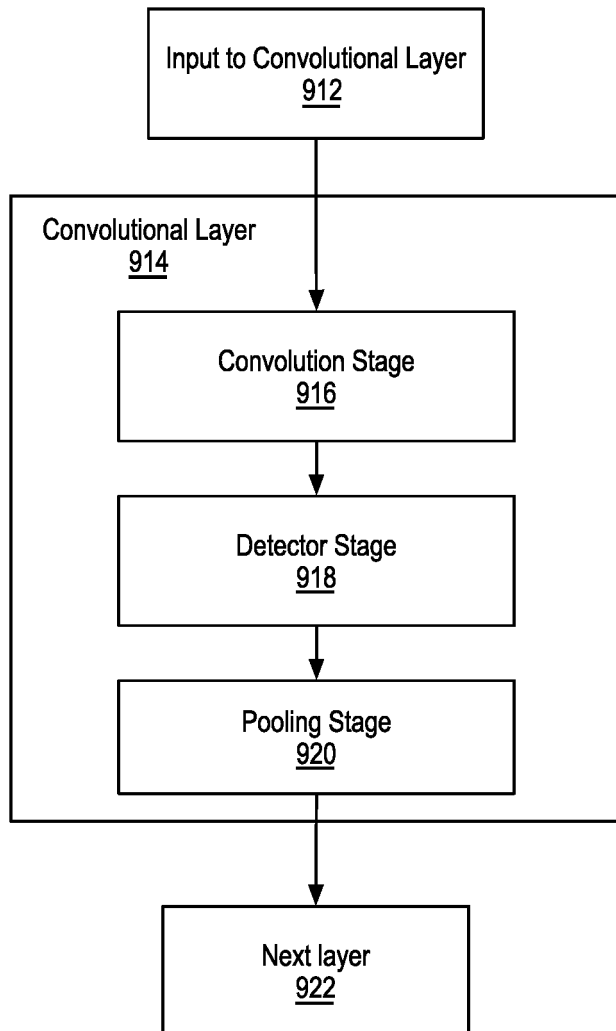 Input to Convolutional Layer
912
Convolutional Layer
914
Convolution Stage
916
Detector Stage
918
Pooling Stage
920
Next layer
922